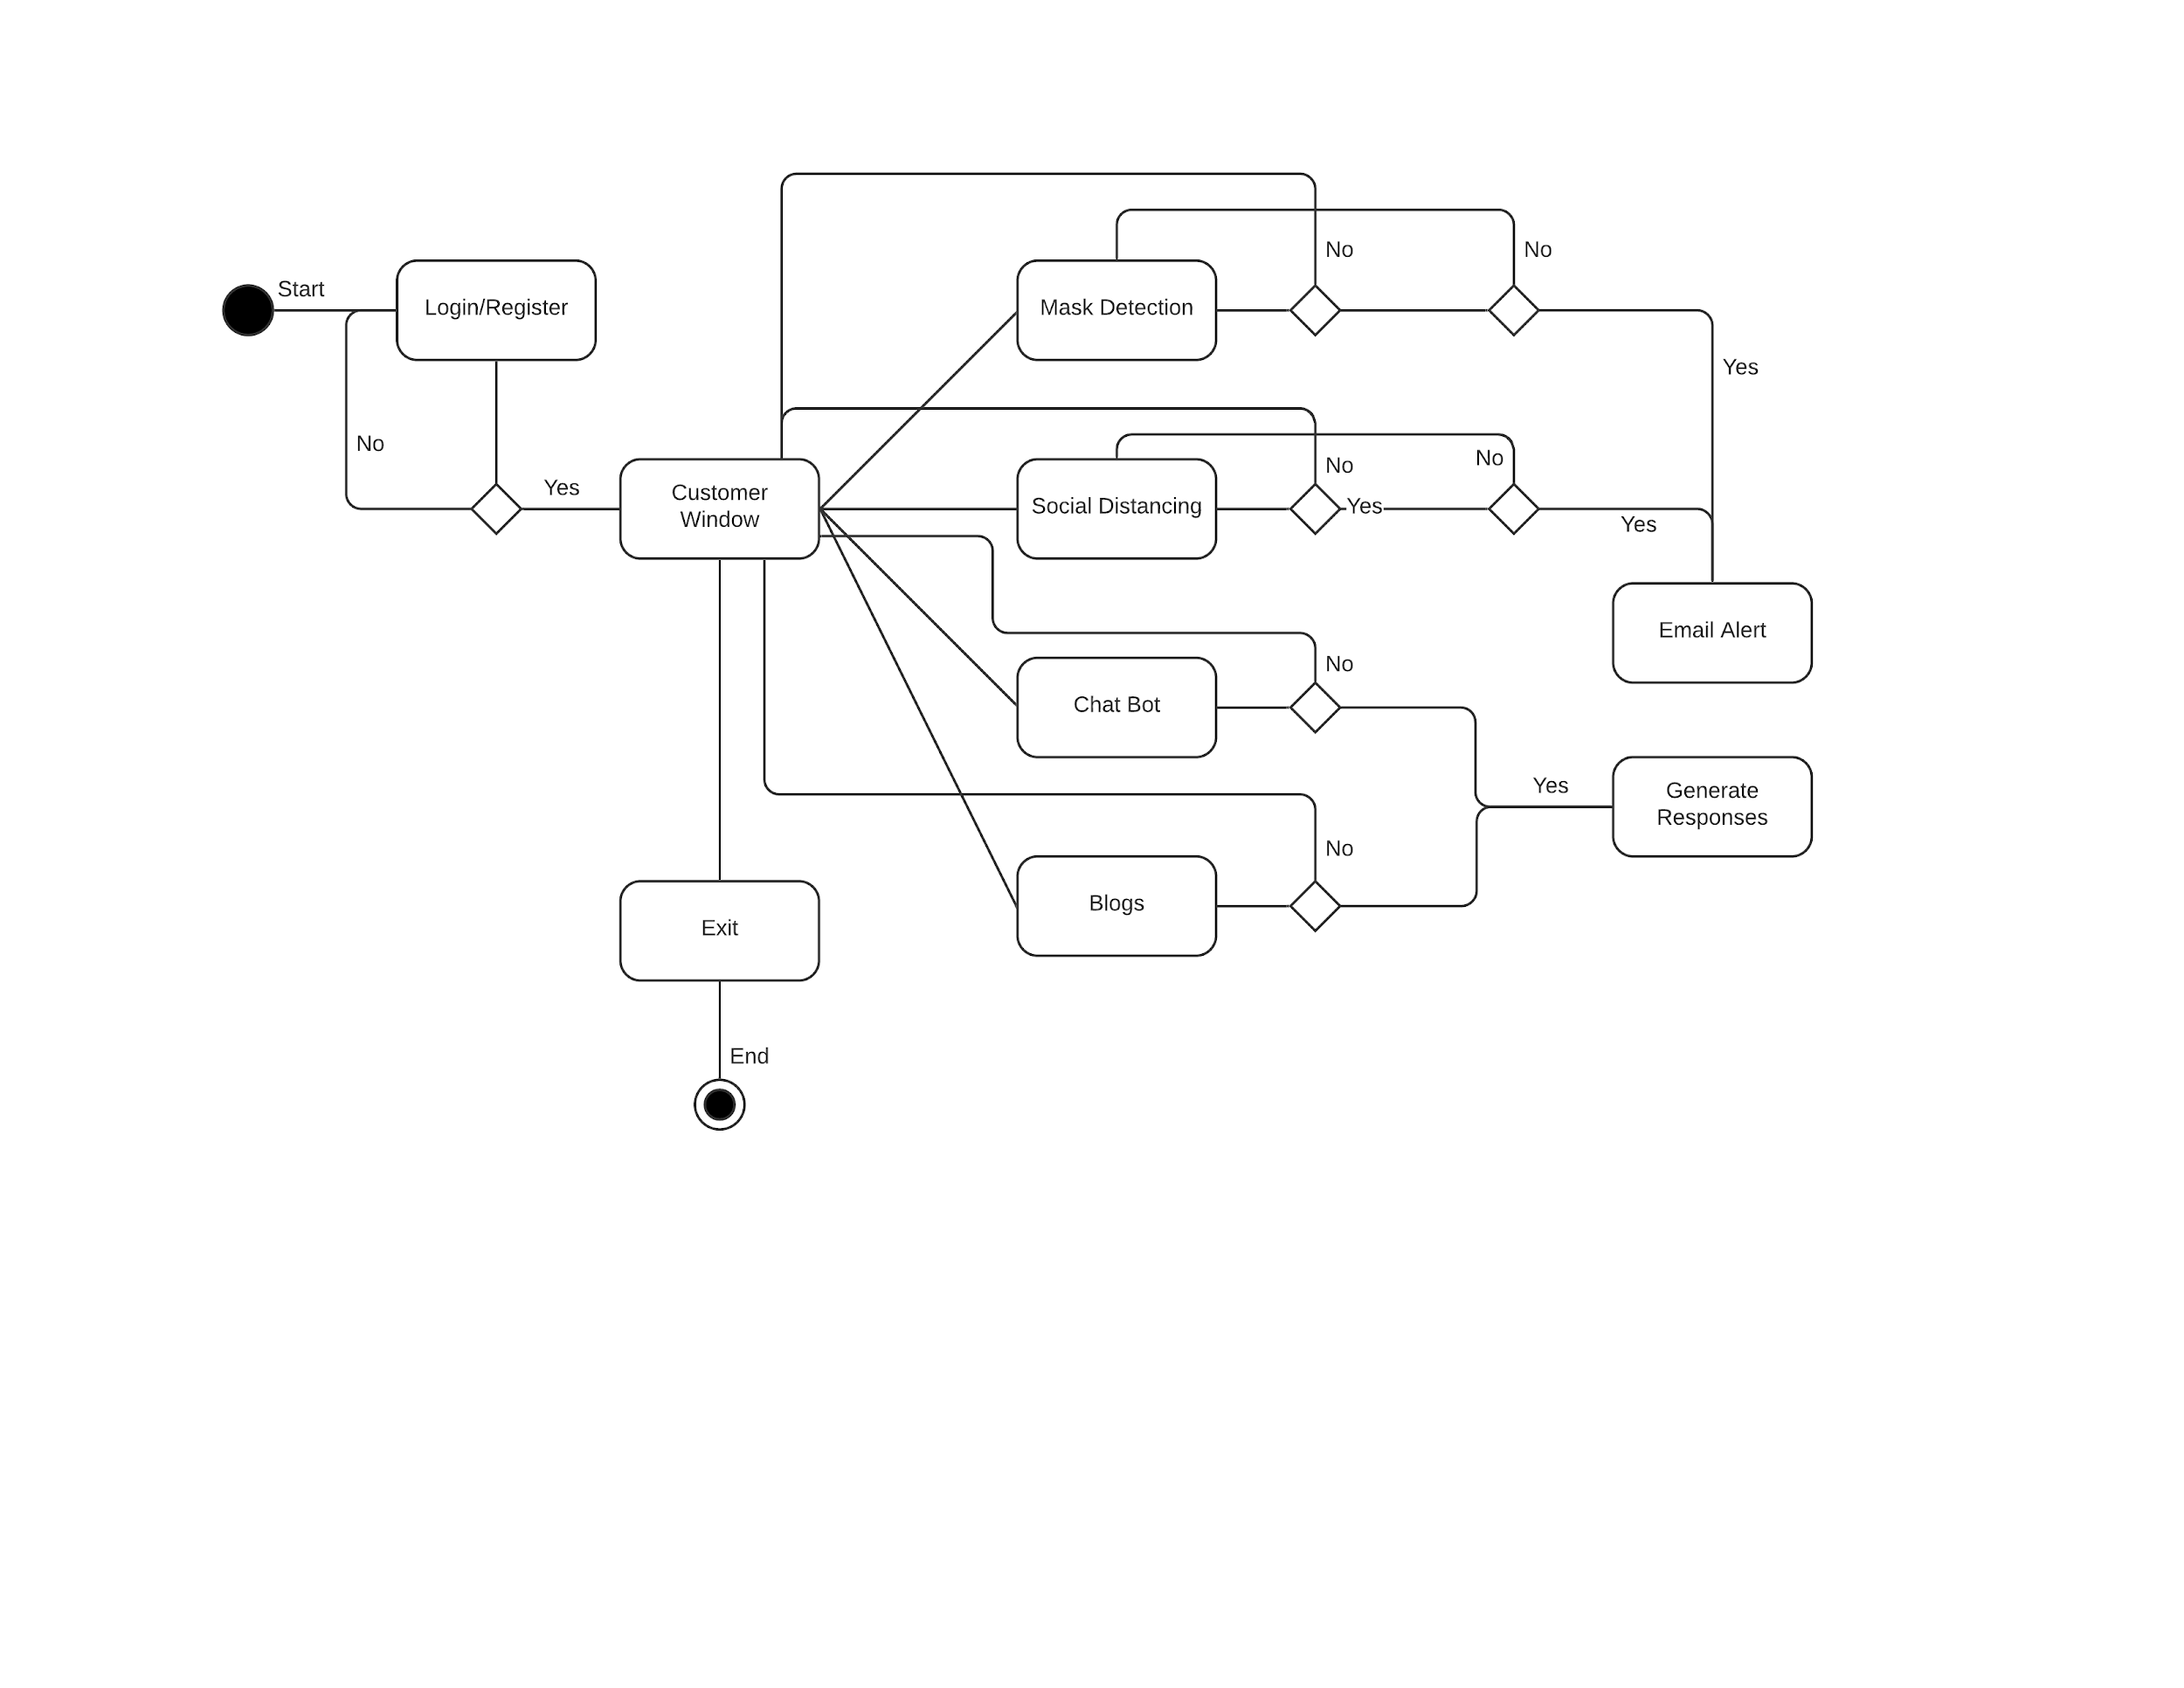 Start
Login/Register
Mask Detection
No
No
Yes
No
Yes
Customer
Window
Social Distancing
No
Yes
No
Yes
Email Alert
No
Chat Bot
Yes
Generate
Responses
No
Blogs
Exit
End